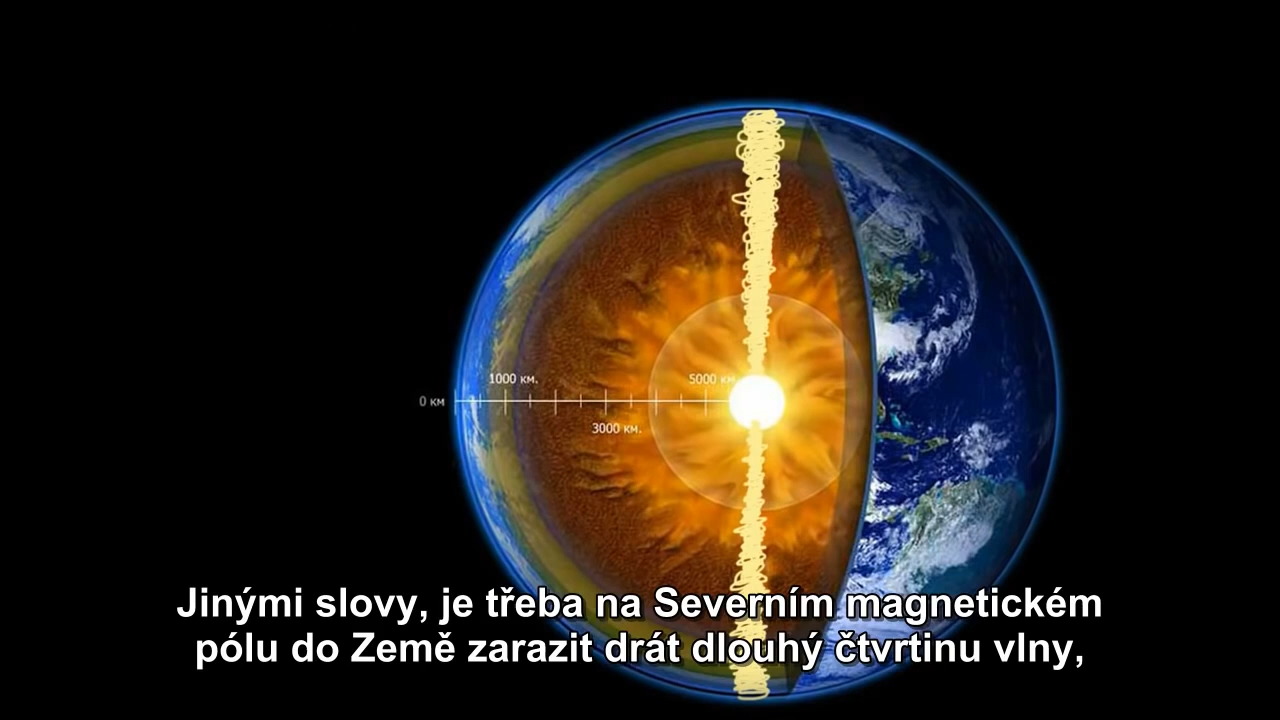 1000 км.
5000 км
0 км
3000 км.
Jinými slovy, je třeba na Severním magnetickém
pólu do Země zarazit drát dlouhý čtvrtinu vlny,